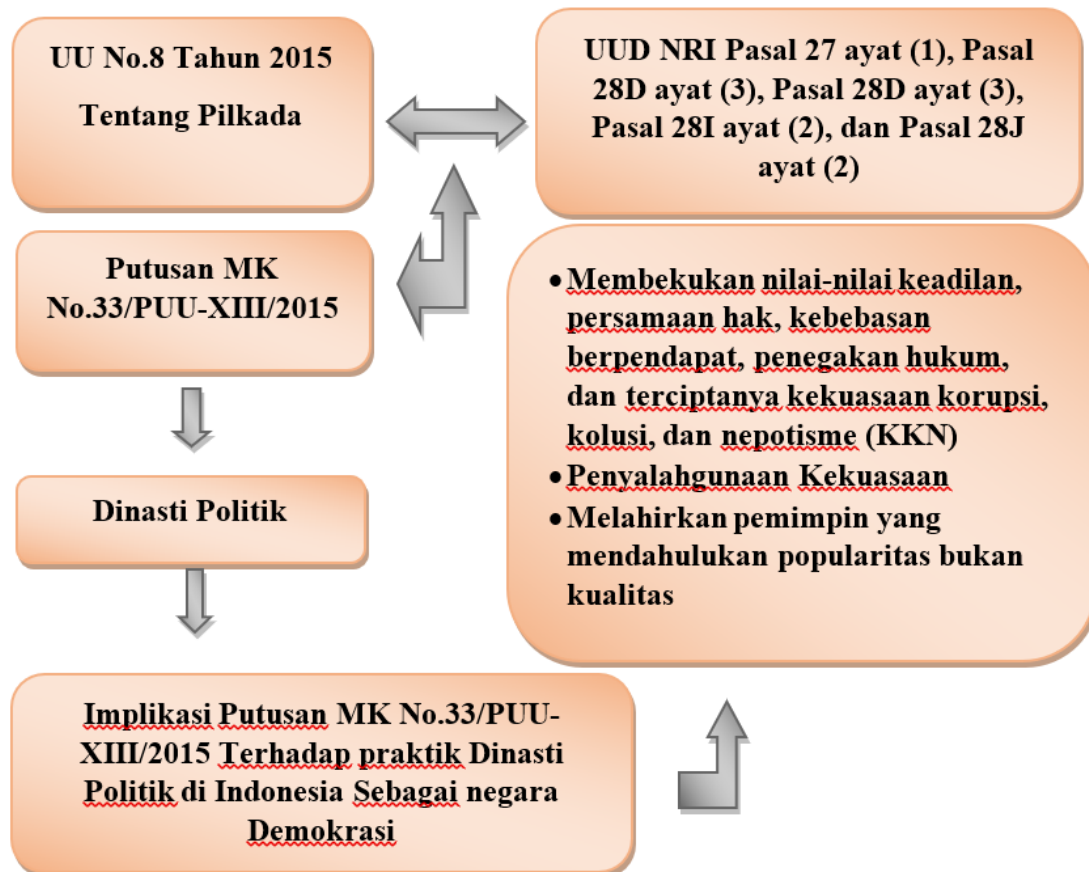 UU No.8 Tahun 2015
Tentang Pilkada
UUD NRI Pasal 27 ayat (1), Pasal
28D ayat (3), Pasal 28D ayat (3),
Pasal 28I ayat (2), dan Pasal 28J
ayat (2)
Putusan MK
No.33/PUU-XIII/2015
• Membekukan nilai-nilai keadilan,
persamaan hak, kebebasan
berpendapat, penegakan hukum,
dan terciptanya kekuasaan korupsi,
kolusi, dan nepotisme (KKN)
• Penyalahgunaan Kekuasaan
• Melahirkan pemimpin yang
mendahulukan popularitas bukan
kualitas
Dinasti Politik
Implikasi Putusan MK No.33/PUU-
XIII/2015 Terhadap praktik Dinasti
Politik di Indonesia Sebagai negara
Demokrasi